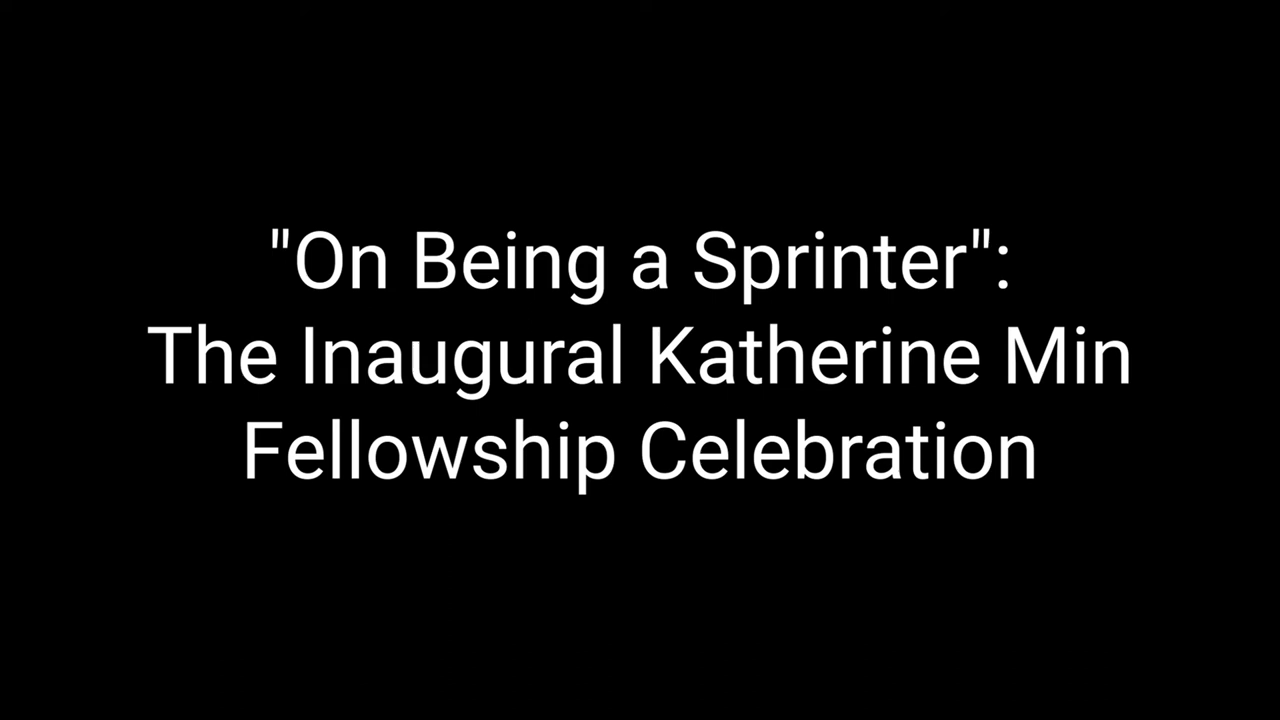 "On Being a Sprinter":
The Inaugural Katherine Min
Fellowship Celebration